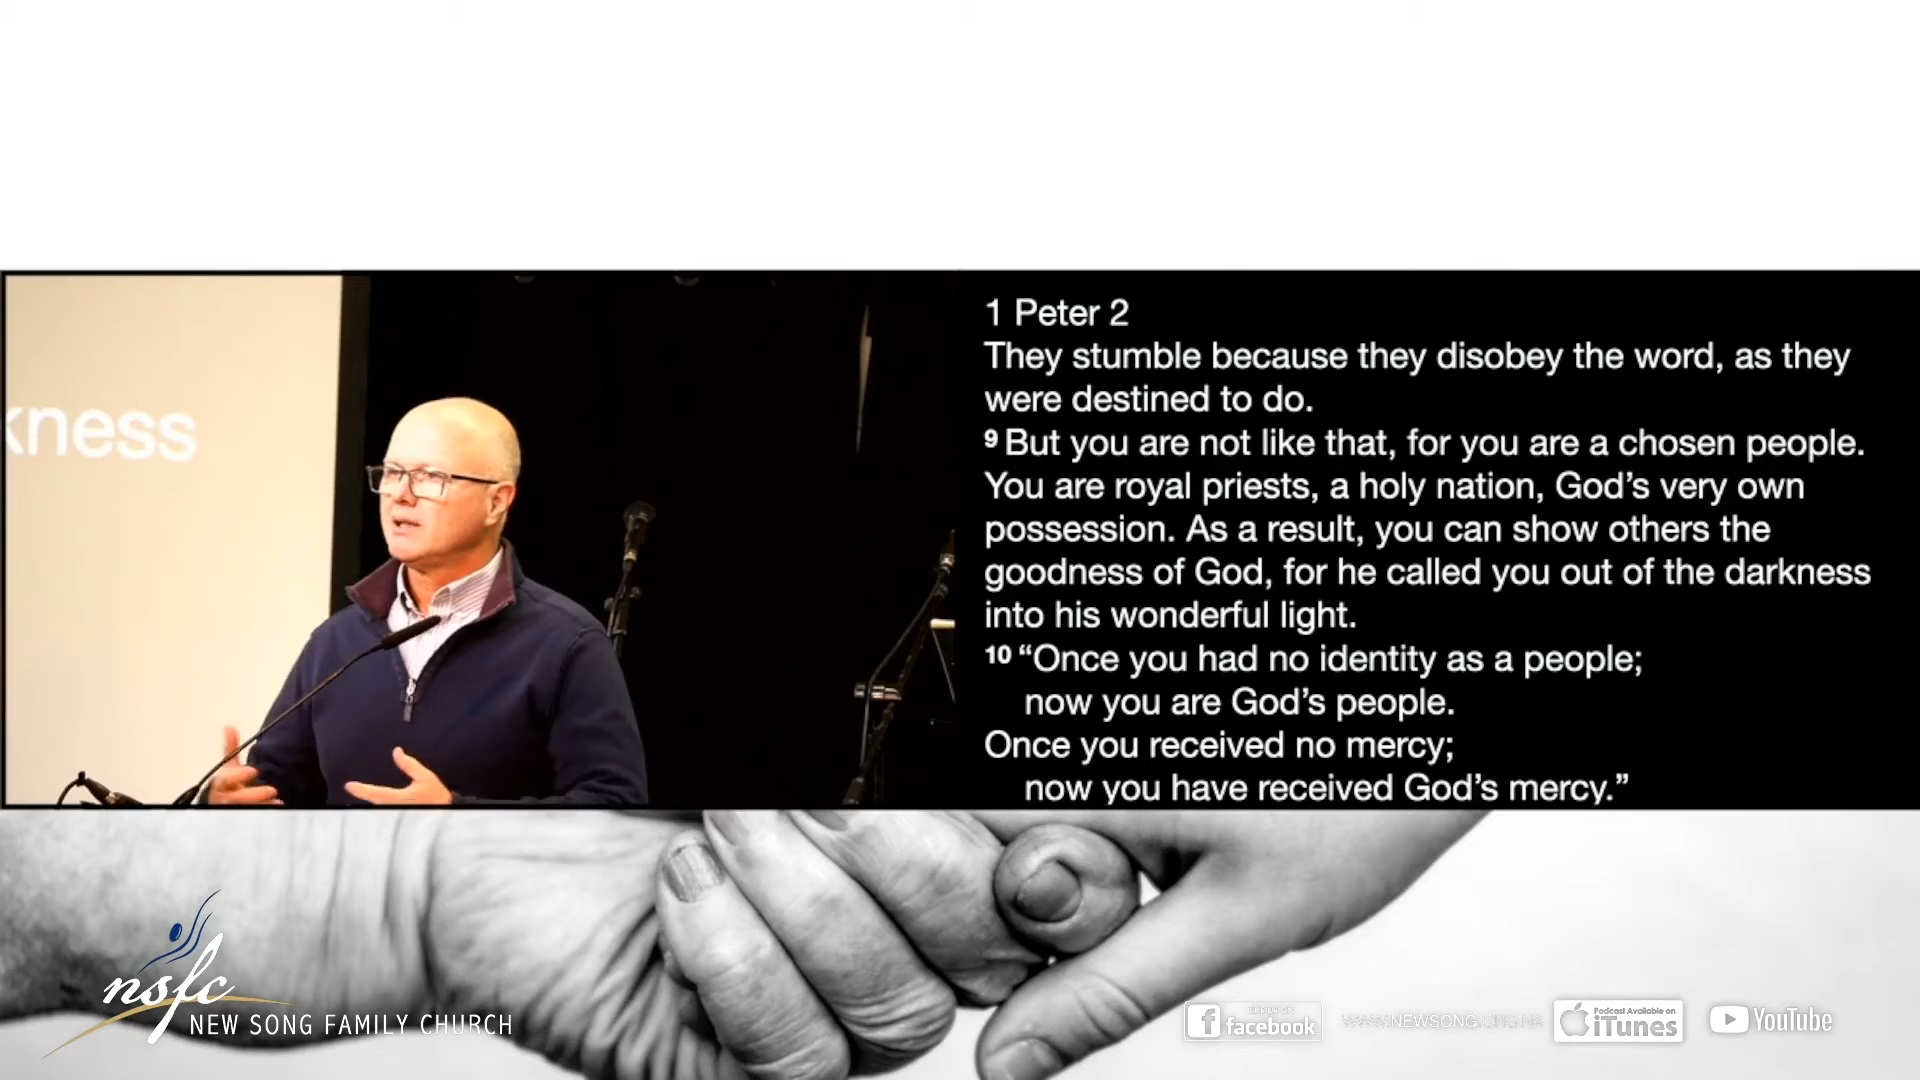 kness
1 Peter 2
They stumble because they disobey the word, as they
were destined to do.
9 But you are not like that, for you are a chosen people.
You are royal priests, a holy nation, God’s very own
possession. As a result, you can show others the
goodness of God, for he called you out of the darkness
into his wonderful light.
10 “Once you had no identity as a people;
now you are God’s people.
Once you received no mercy;
now you have received God’s mercy.”
nsfc
NEW SONG FAMILY CHURCH
facebook
Podcast Available on
iTunes
YouTube